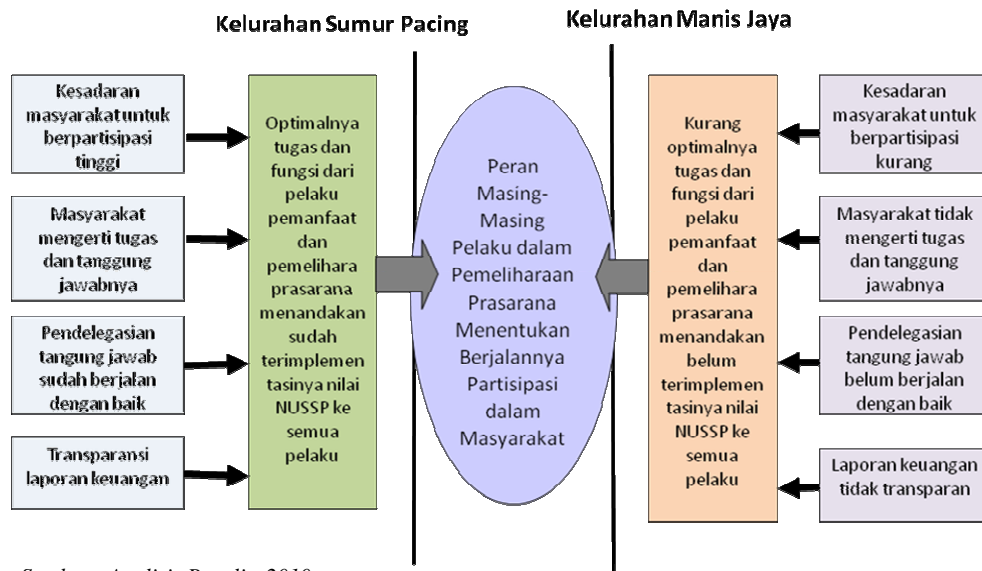 Kelurahan Sumur Pacing
Kelurahan Manis Jaya
Kesadaran
masyarakat untuk
berpartisipasi
tinggi
Masyarakat
mengerti tugas
dan tanggung
jawabnya
Pendelegasian
tangung jawab
sudah berjalan
dengan baik
Transparansi
laporan keuangan
Optimalnya
tugas dan
fungsi dari
pelaku
pemanfaat
dan
pemelihara
prasarana
menandakan
sudah
terimplemen
tasinya nilai
NUSSP ke
semua
pelaku
Peran
Masing-
Masing
Pelaku dalam
Pemeliharaan
Prasarana
Menentukan
Berjalannya
Partisipasi
dalam
Masyarakat
Kurang
optimalnya
tugas dan
fungsi dari
pelaku
pemanfaat
dan
pemelihara
prasarana
menandakan
belum
terimplemen
tasinya nilai
NUSSP ke
semua
pelaku
Kesadaran
masyarakat untuk
berpartisipasi
kurang
Masyarakat tidak
mengerti tugas
dan tanggung
jawabnya
Pendelegasian
tangung jawab
belum berjalan
dengan baik
Laporan keuangan
tidak transparan